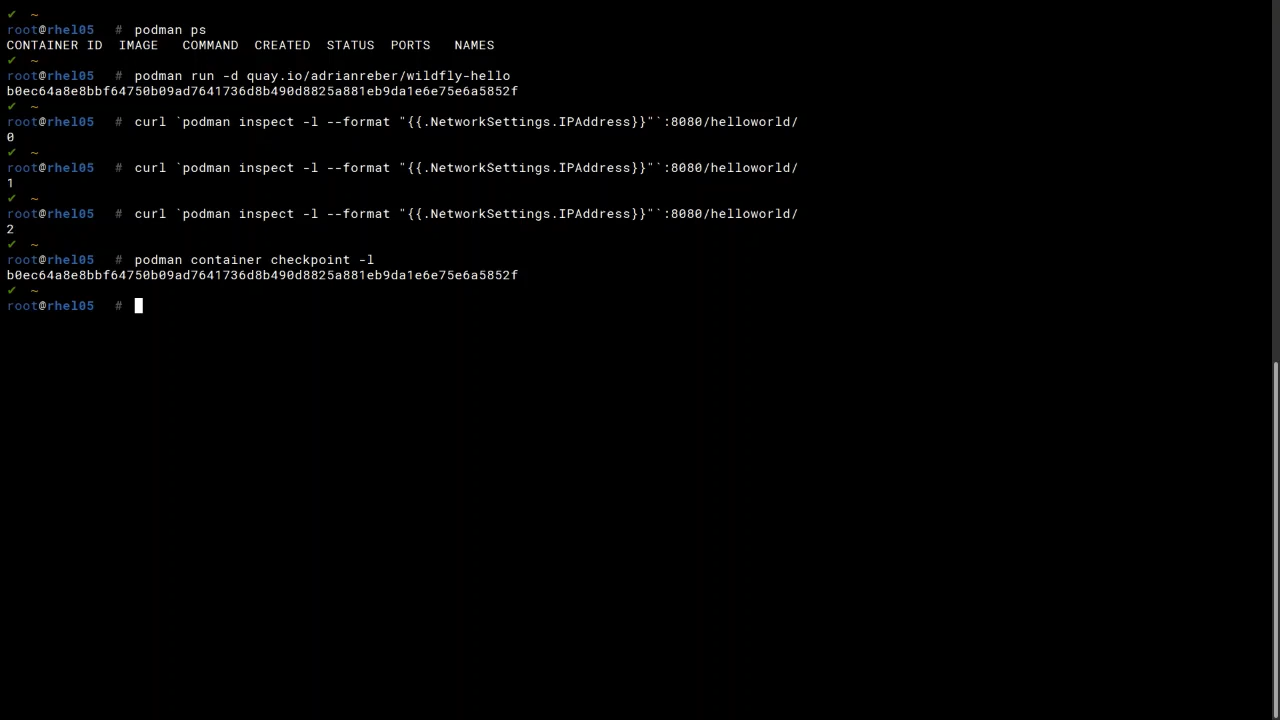 ✔ ~
root@rhel05 # podman ps
CONTAINER ID IMAGE COMMAND CREATED STATUS PORTS NAMES
✔ ~
root@rhel05 # podman run -d quay.io/adrianreber/wildfly-hello
b0ec64a8e8bbf64750b09ad7641736d8b490d8825a881eb9da1e6e75e6a5852f
✔ ~
root@rhel05 # curl `podman inspect -l --format "{{.NetworkSettings.IPAddress}}"`:8080/helloworld/
0
✔ ~
root@rhel05 # curl `podman inspect -l --format "{{.NetworkSettings.IPAddress}}"`:8080/helloworld/
1
✔ ~
root@rhel05 # curl `podman inspect -l --format "{{.NetworkSettings.IPAddress}}"`:8080/helloworld/
2
✔ ~
root@rhel05 # podman container checkpoint -l
b0ec64a8e8bbf64750b09ad7641736d8b490d8825a881eb9da1e6e75e6a5852f
✔ ~
root@rhel05 #